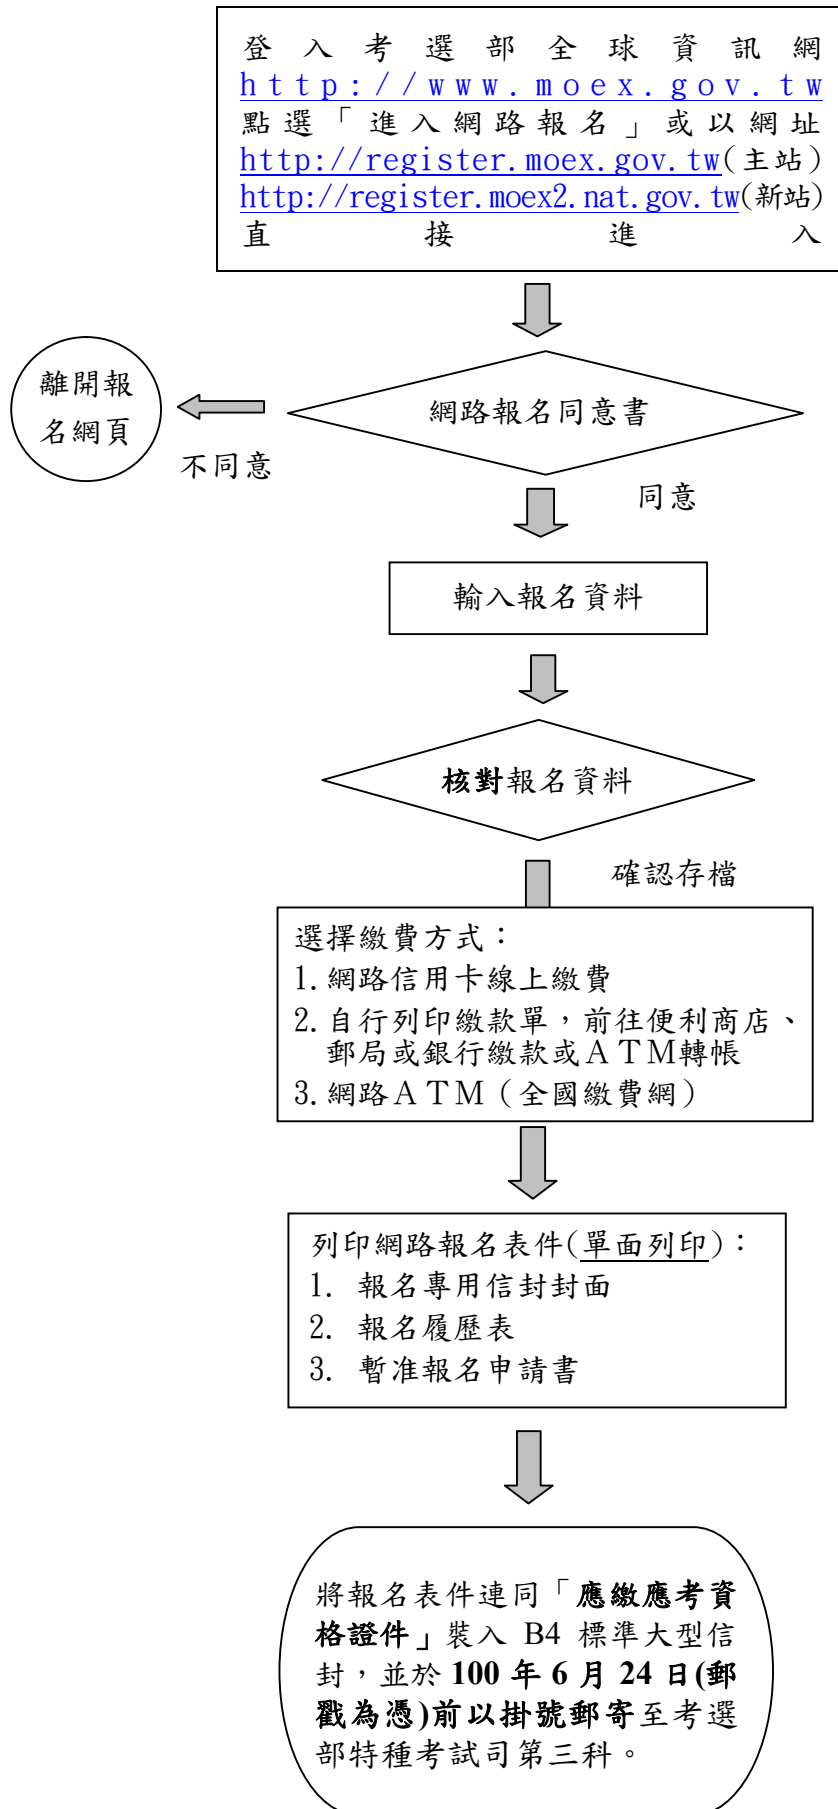 登入考選部全球資訊網
http://www.moex.gov.tw
點選「進入網路報名」或以網址
http://register.moex.gov.tw(主站)
http://register.moex2.nat.gov.tw(新站)
直接進入
離開報
名網頁
網路報名同意書
不同意
同意
輸入報名資料
核對報名資料
確認存檔
選擇繳費方式：
1.網路信用卡線上繳費
2.自行列印繳款單，前往便利商店、
郵局或銀行繳款或ＡＴＭ轉帳
3.網路ＡＴＭ（全國繳費網）
列印網路報名表件(單面列印)：
1. 報名專用信封封面
2. 報名履歷表
3. 暫准報名申請書
將報名表件連同「應繳應考資
格證件」裝入 B4 標準大型信
封，並於 100 年 6 月 24 日(郵
戳為憑)前以掛號郵寄至考選
部特種考試司第三科。